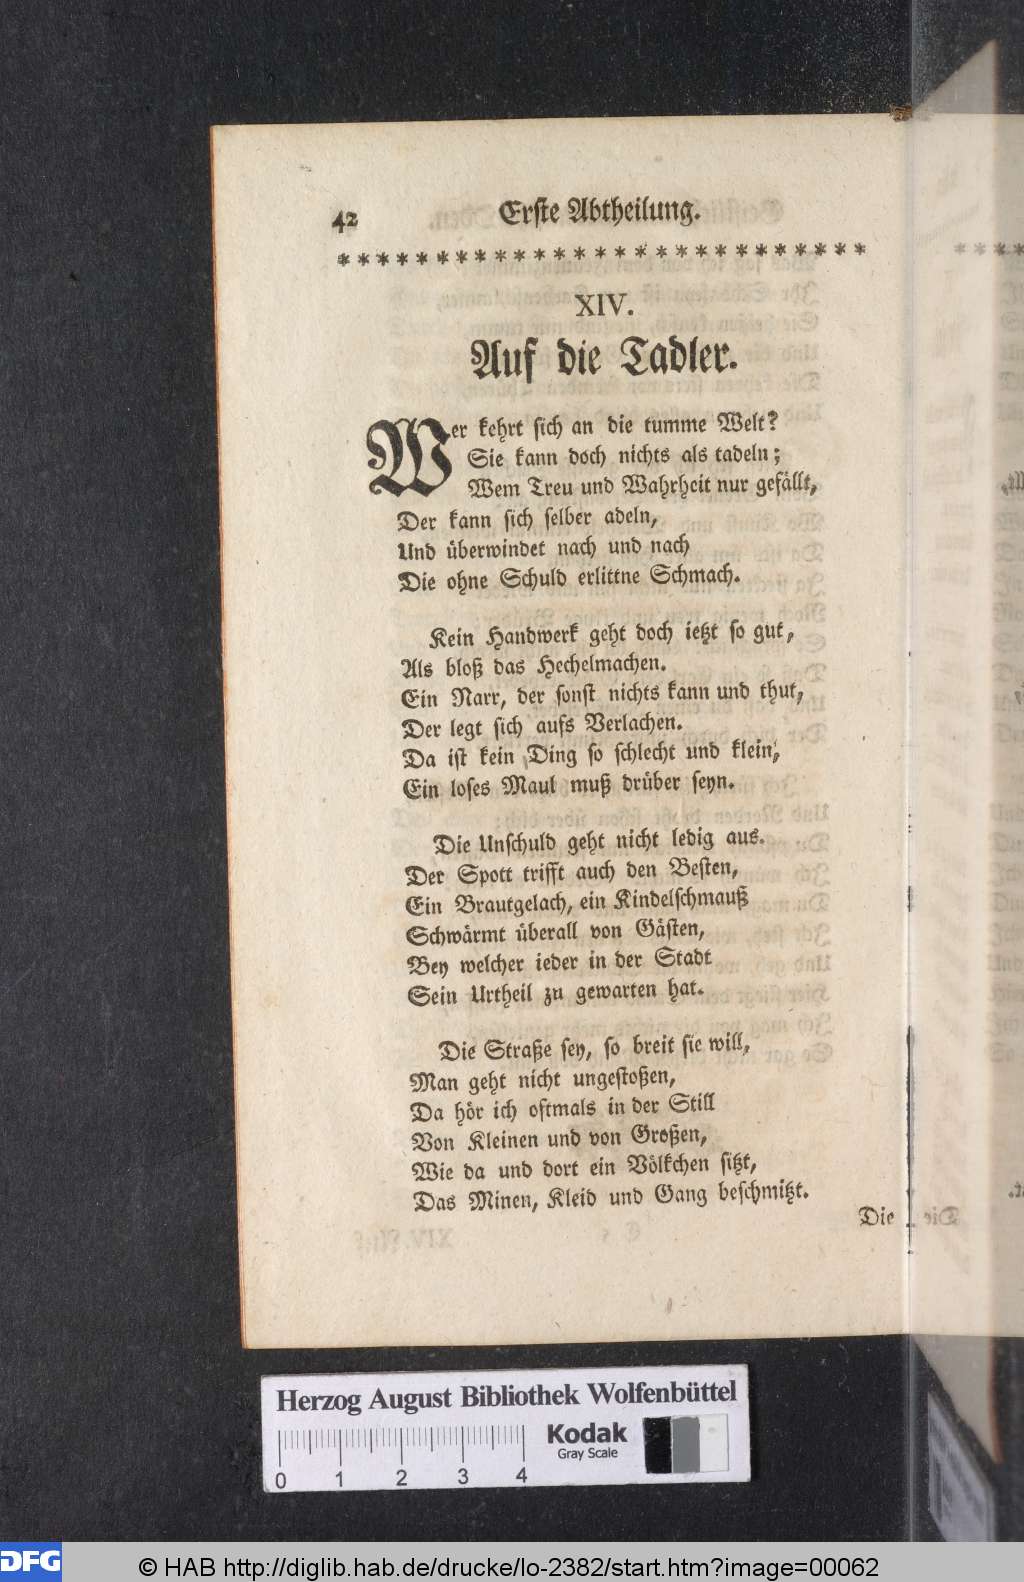 42
Erste Abtheilung.
* * * * * * * * * * * * * * * * * * * * * * * * * * *
XIV.
Auf die Tadler.
Wer kehrt sich an die tumme Welt?
Sie kann doch nichts als tadeln;
Wem Treu und Wahrheit nur gefällt,
Der kann sich selber adeln,
Und überwindet nach und nach
Die ohne Schuld erlittne Schmach.
Kein Handwerk geht doch ietzt so gut,
Als bloß das Hechelmachen.
Ein Narr, der sonst nichts kann und thut,
Der legt sich aufs Verlachen.
Da ist kein Ding so schlecht und klein,
Ein loses Maul muß drüber seyn.
Die Unschuld geht nicht ledig aus.
Der Spott trifft auch den Besten,
Ein Brautgelach, ein Kindelschmauß
Schwärmt überall von Gästen,
Bey welcher ieder in der Stadt
Sein Urtheil zu gewarten hat.
Die Straße sey, so breit sie will,
Man geht nicht ungestoßen,
Da hör ich oftmals in der Still
Von Kleinen und von Großen,
Wie da und dort ein Völkchen sitzt,
Das Minen, Kleid und Gang beschmitzt.
Die
Herzog August Bibliothek Wolfenbüttel
Kodak
Gray Scale
0 1 2 3 4
DFG
© HAB http://diglib.hab.de/drucke/lo-2382/start.htm?image=00062